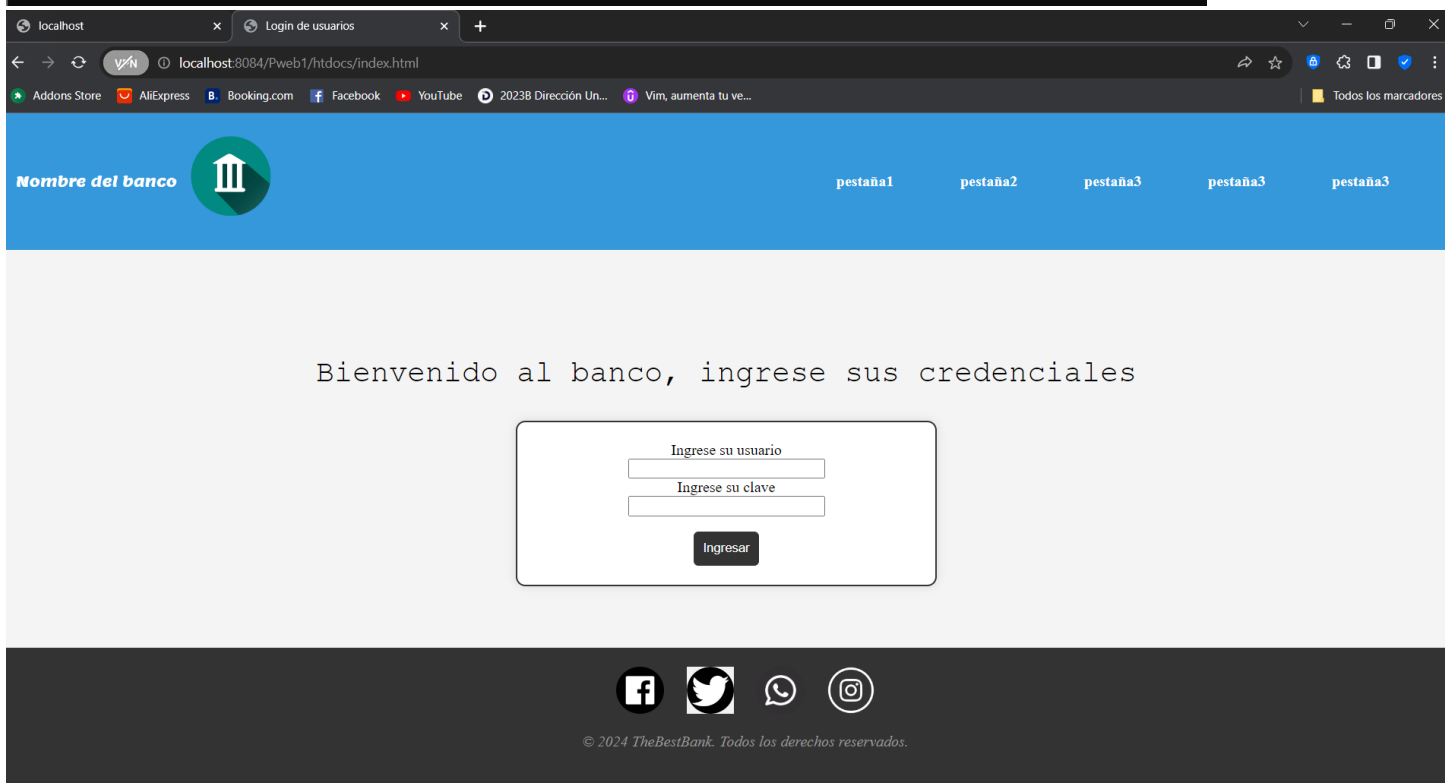 localhost
Login de usuarios
localhost:8084/Pweb1/htdocs/index.html
Addons Store AliExpress Booking.com Facebook YouTube 2023B Dirección Un... Vim, aumenta tu ve... Todos los marcadores
Nombre del banco pestaña1 pestaña2 pestaña3 pestaña3 pestaña3
Bienvenido al banco, ingrese sus credenciales
Ingrese su usuario
Ingrese su clave
Ingresar
© 2024 TheBestBank. Todos los derechos reservados.